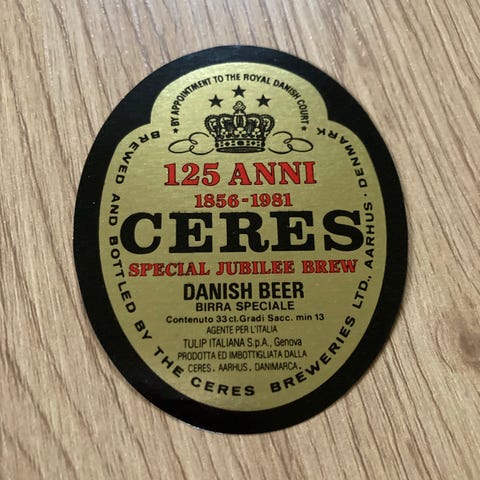 ★ BY APPOINTMENT TO THE ROYAL DANISH COURT ★
125 ANNI
1856-1981
CERES
SPECIAL JUBILEE BREW
DANISH BEER
BIRRA SPECIALE
Contenuto 33 cl. Gradi Sacc. min 13
AGENTE PER L'ITALIA
TULIP ITALIANA S.p.A., Genova
PRODOTTA ED IMBOTTIGLIATA DALLA
CERES. AARHUS. DANIMARCA.
BREWED AND BOTTLED BY THE CERES BREWERIES LTD., AARHUS · DENMARK